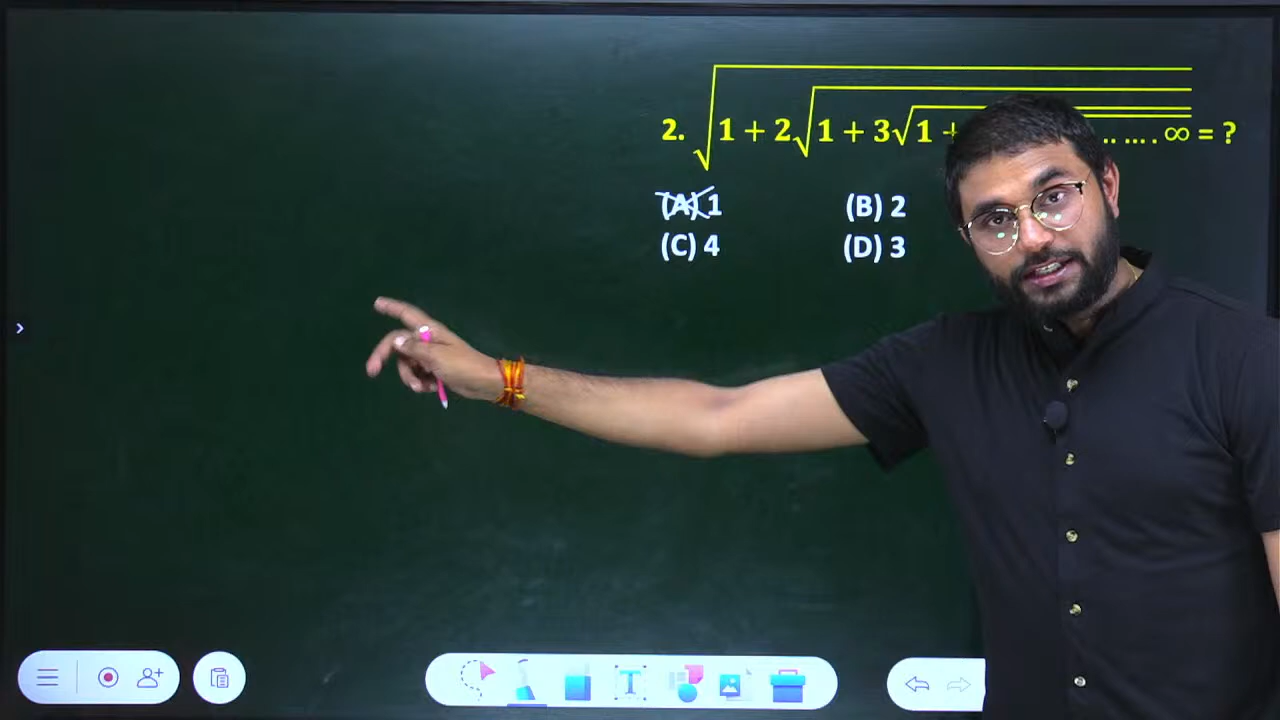 2. √1 + 2√1 + 3√1 + .. ... . ∞ = ?
(A) 1 (B) 2
(C) 4 (D) 3
T